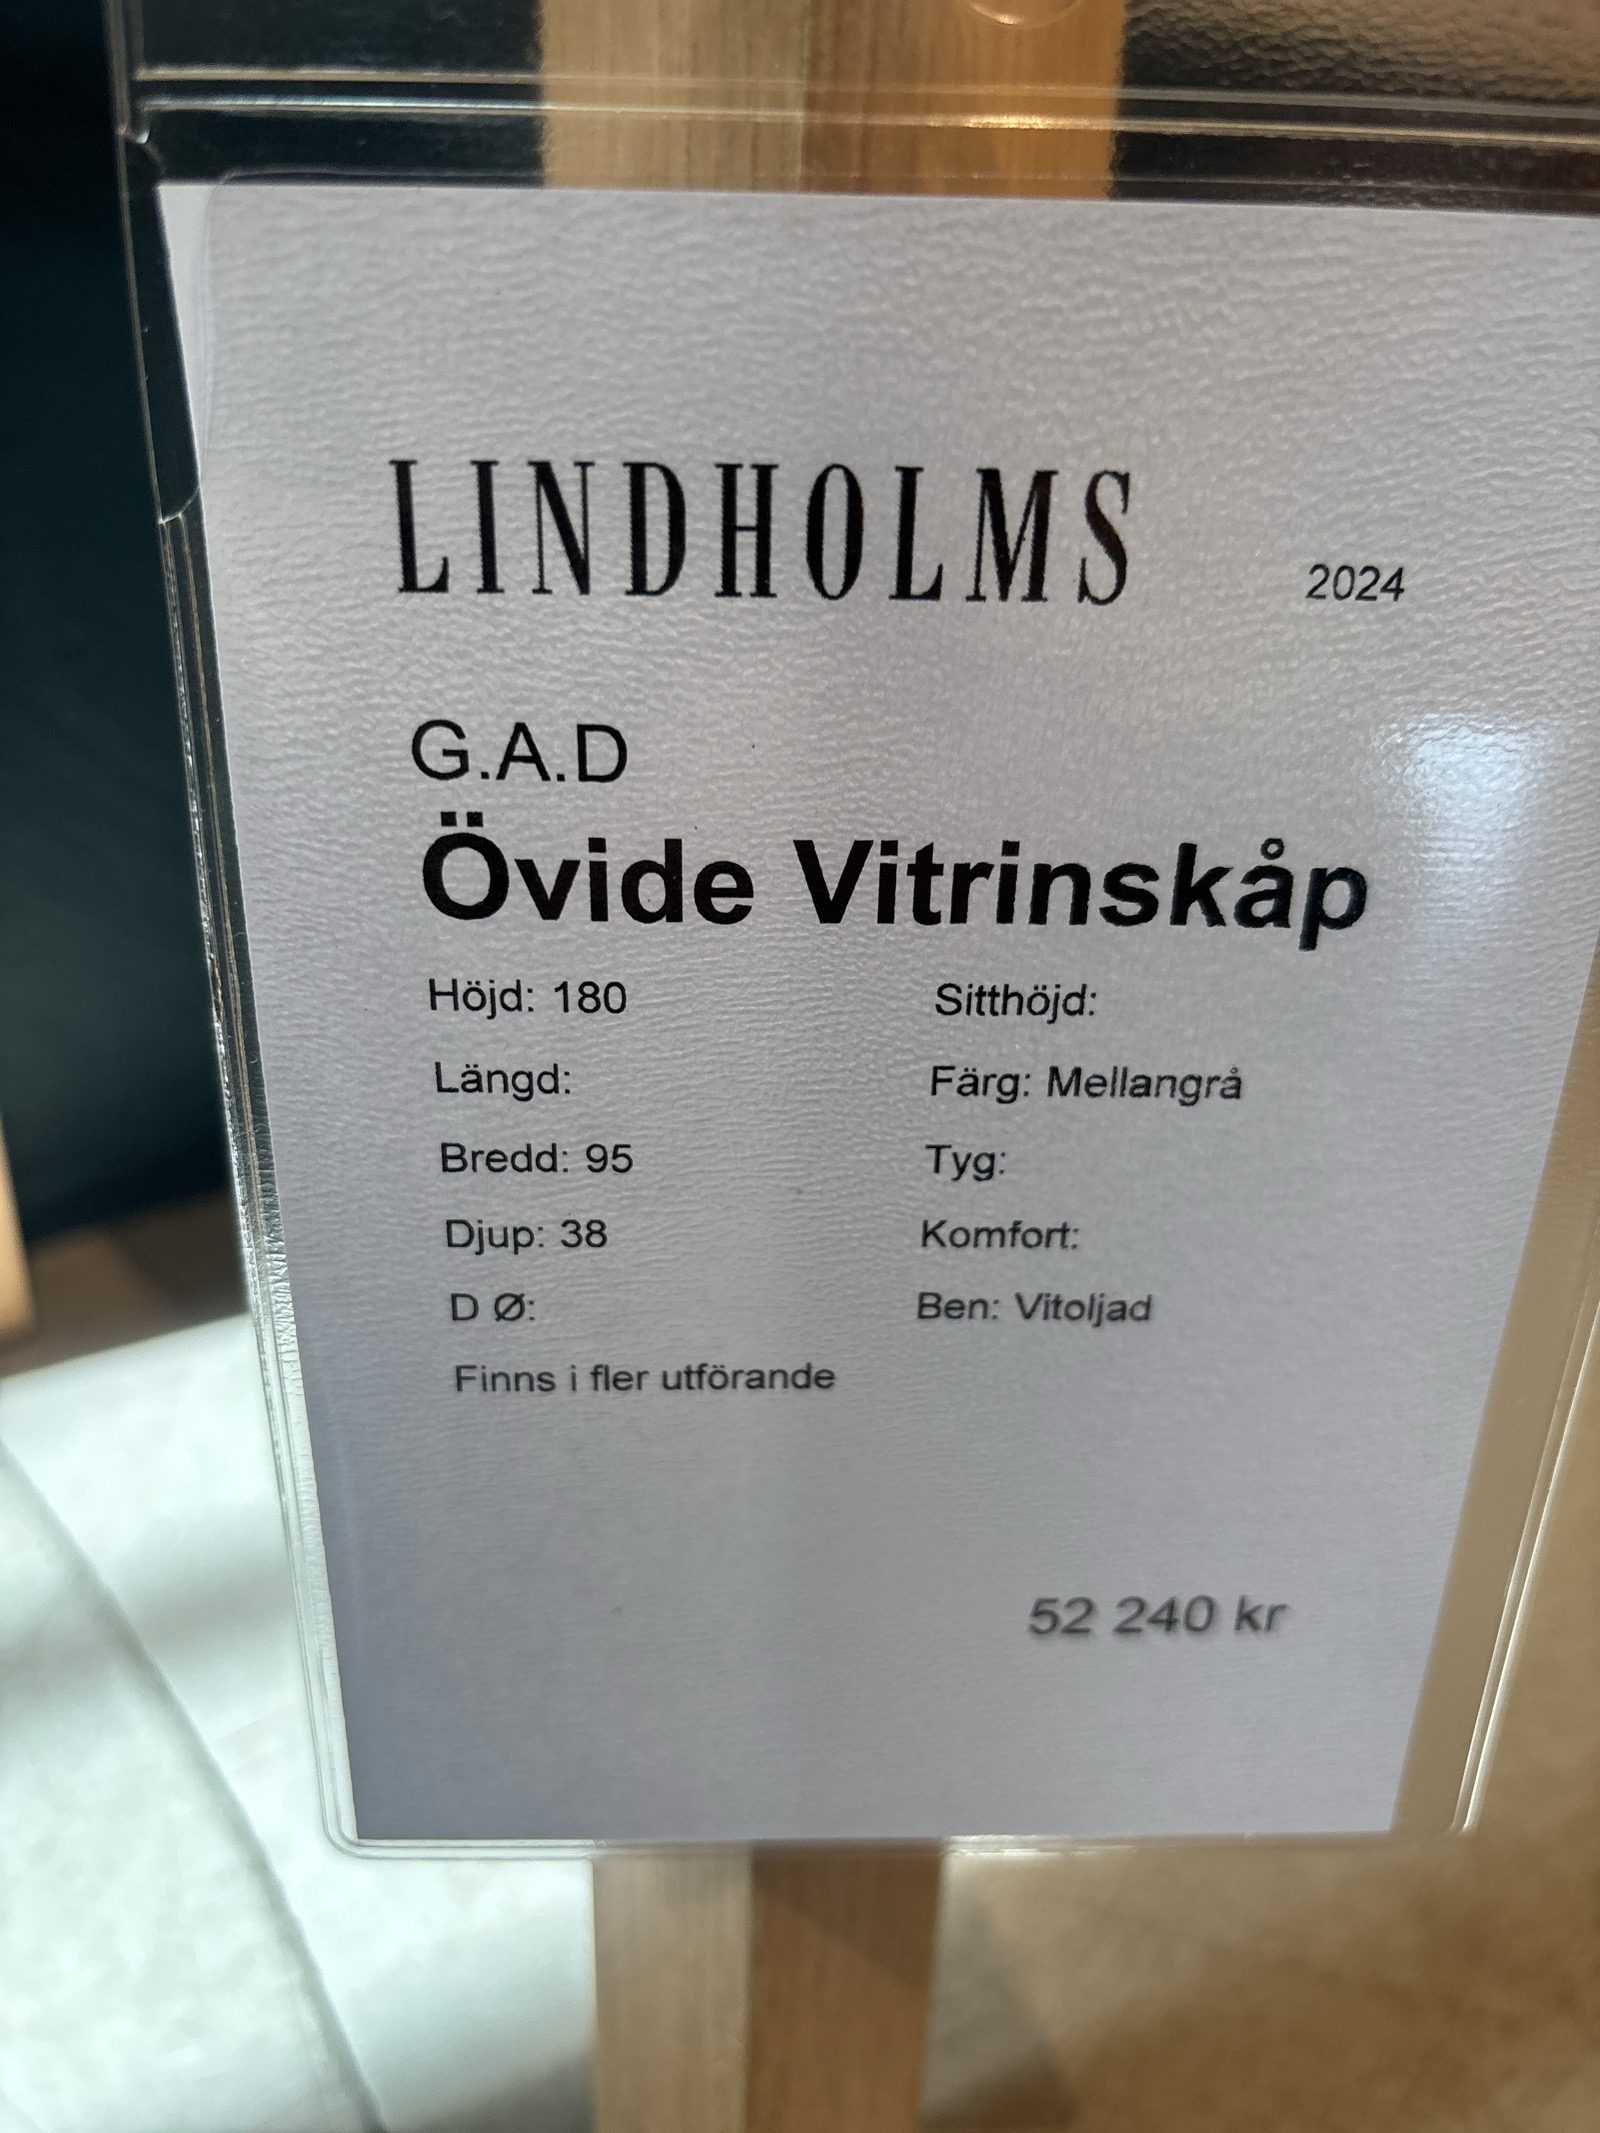 LINDHOLMS 2024
G.A.D
Övide Vitrinskåp
Höjd: 180 Sitthöjd:
Längd: Färg: Mellangrå
Bredd: 95 Tyg:
Djup: 38 Komfort:
D Ø: Ben: Vitoljad
Finns i fler utförande
52 240 kr